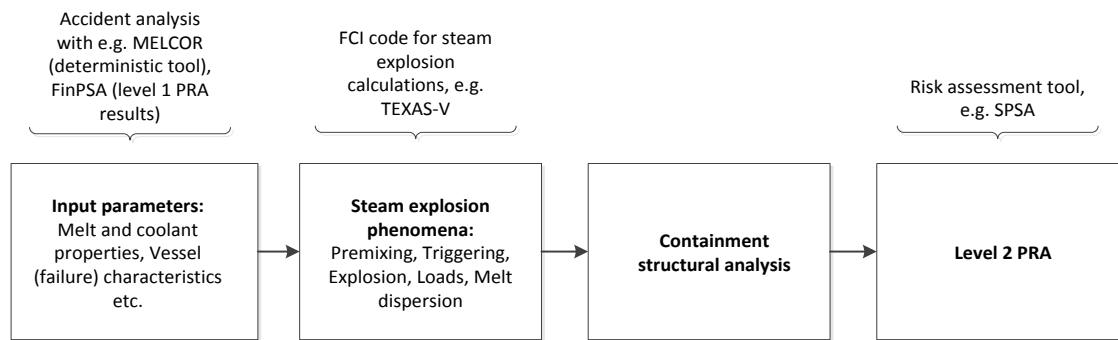 Accident analysis
with e.g. MELCOR
(deterministic tool),
FinPSA (level 1 PRA
results)
FCI code for steam
explosion
calculations, e.g.
TEXAS-V
Risk assessment tool,
e.g. SPSA
Input parameters:
Melt and coolant
properties, Vessel
(failure) characteristics
etc.
Steam explosion
phenomena:
Premixing, Triggering,
Explosion, Loads, Melt
dispersion
Containment
structural analysis
Level 2 PRA